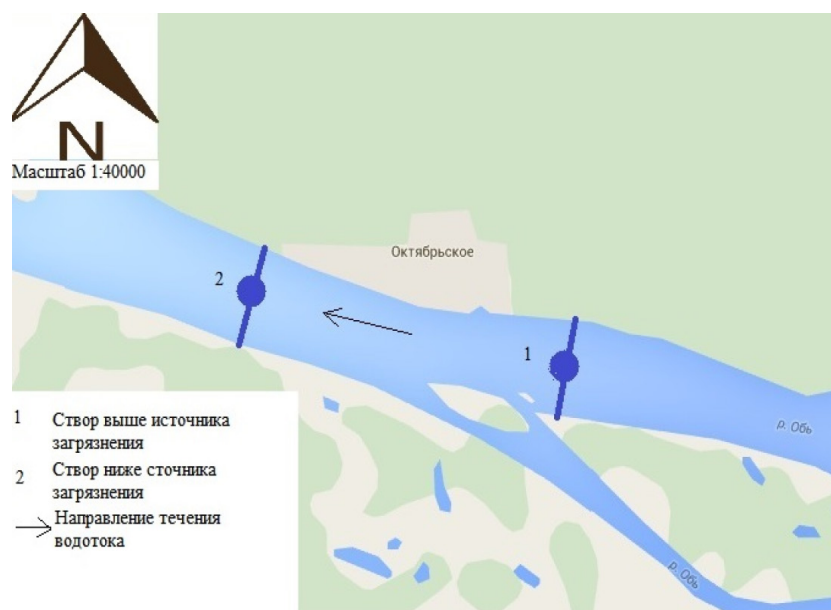 N
Масштаб 1:40000
Октябрьское
2
1
р. Обь
1 Створ выше источника
загрязнения
2 Створ ниже сточника
загрязнения
Направление течения
водотока
р. Обь